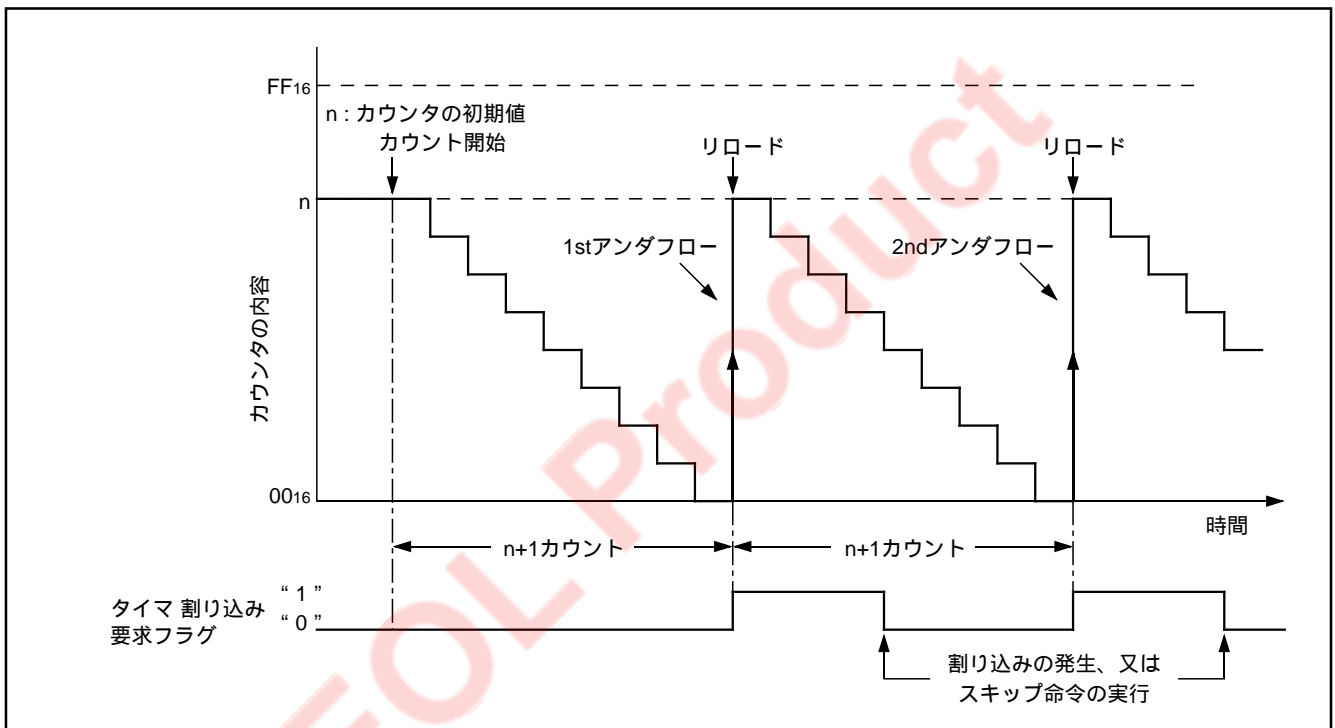 FF16
n : カウンタの初期値
カウント開始
リロード
リロード
n
1stアンダフロー
2ndアンダフロー
カウンタの内容
0016
時間
n+1カウント
n+1カウント
タイマ 割り込み
要求フラグ
“ 1 ”
“ 0 ”
割り込みの発生、又は
スキップ命令の実行
EOL Product